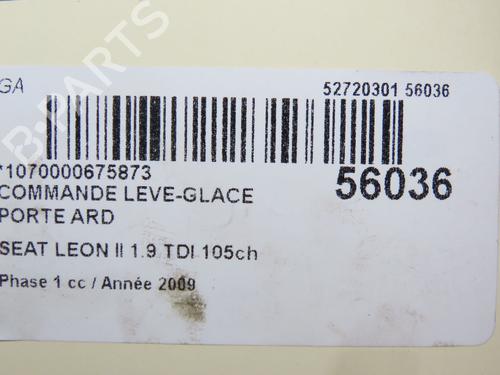 GA
52720301 56036
*1070000675873
56036
COMMANDE LEVE-GLACE
PORTE ARD
SEAT LEON II 1.9 TDI 105ch
Phase 1 cc / Année 2009
B-PARTS